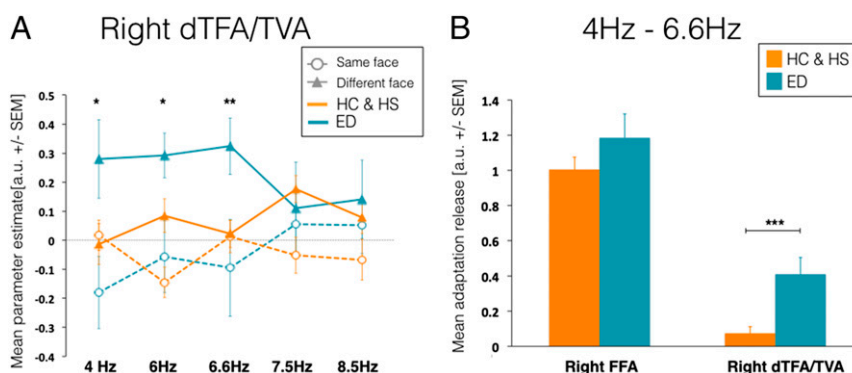 A Right dTFA/TVA
Same face
Different face
HC & HS
ED
Mean parameter estimate[a.u. +/- SEM]
0.5
0.4
0.3
0.2
0.1
0
-0.1
-0.2
-0.3
-0.4
* * **
4 Hz 6Hz 6.6Hz 7.5Hz 8.5Hz
B 4Hz - 6.6Hz
HC & HS
ED
Mean adaptation release [a.u. +/- SEM]
1.4
1.2
1
0.8
0.6
0.4
0.2
0
***
Right FFA Right dTFA/TVA